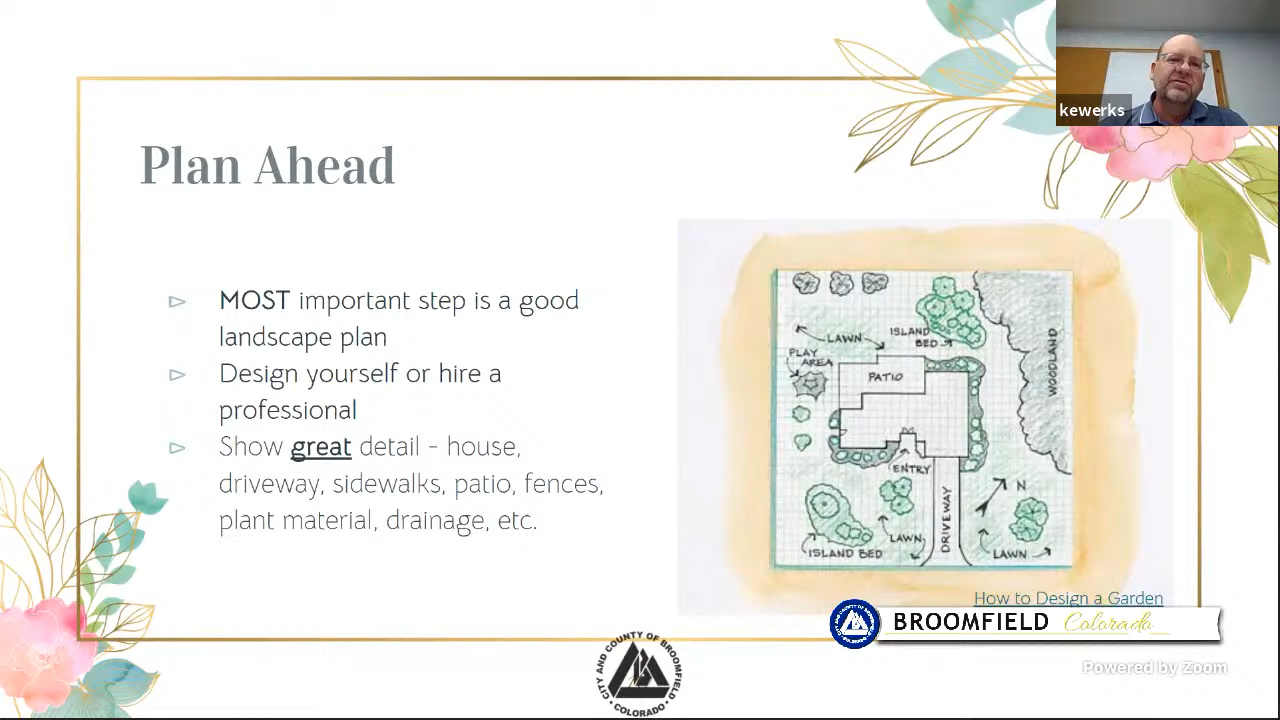 kewerks
Plan Ahead
MOST important step is a good
landscape plan
Design yourself or hire a
professional
Show great detail - house,
driveway, sidewalks, patio, fences,
plant material, drainage, etc.
LAWN
ISLAND
BED
PLAY
AREA
PATIO
WOODLAND
ENTRY
N
DRIVEWAY
LAWN
ISLAND BED
LAWN
How to Design a Garden
BROOMFIELD Colorado
Powered by Zoom
CITY AND COUNTY OF BROOMFIELD
COLORADO